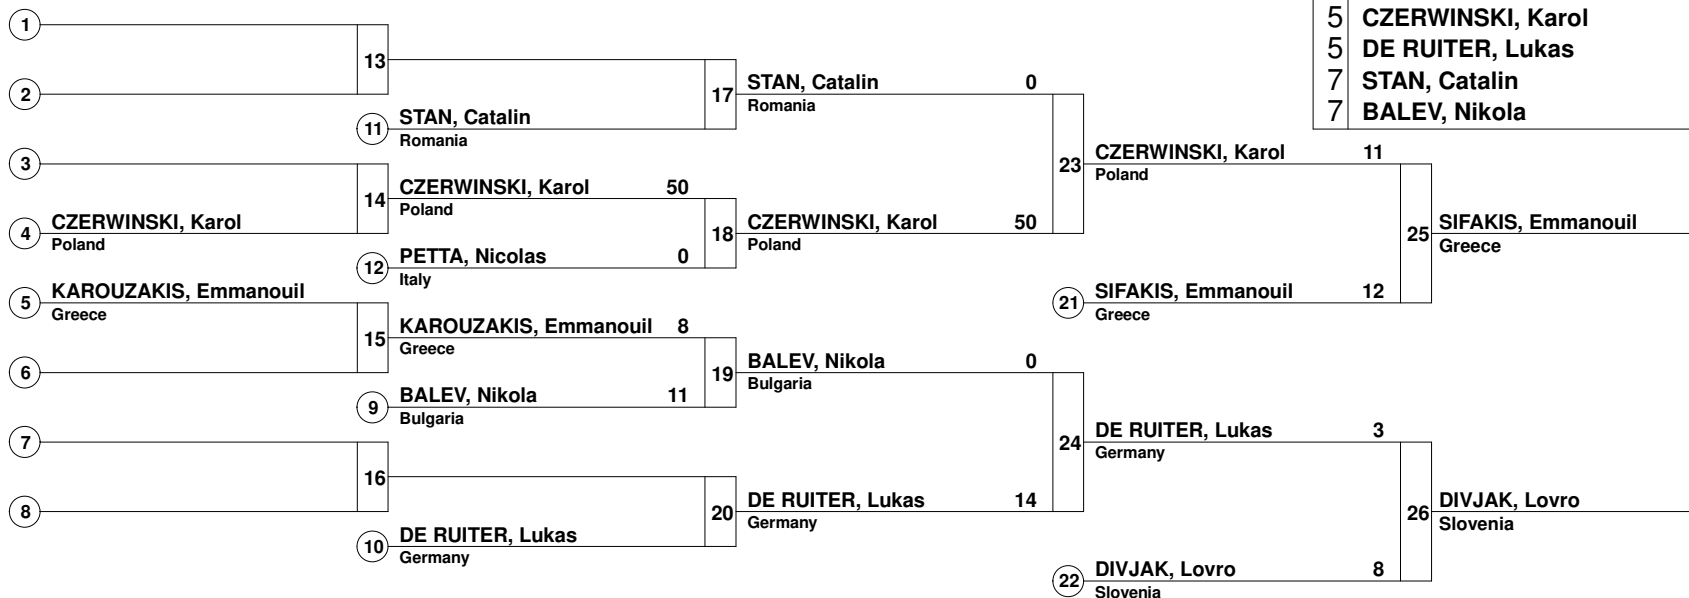 1
13
2
STAN, Catalin
Romania
11
17
STAN, Catalin 0
Romania
3
14
CZERWINSKI, Karol 50
Poland
4
CZERWINSKI, Karol
Poland
12
PETTA, Nicolas 0
Italy
18
CZERWINSKI, Karol 50
Poland
23
CZERWINSKI, Karol 11
Poland
5
KAROUZAKIS, Emmanouil
Greece
15
KAROUZAKIS, Emmanouil 8
Greece
6
9
BALEV, Nikola 11
Bulgaria
19
BALEV, Nikola 0
Bulgaria
7
16
8
10
DE RUITER, Lukas
Germany
20
DE RUITER, Lukas 14
Germany
24
DE RUITER, Lukas 3
Germany
21
SIFAKIS, Emmanouil 12
Greece
25
SIFAKIS, Emmanouil
Greece
22
DIVJAK, Lovro 8
Slovenia
26
DIVJAK, Lovro
Slovenia
5 CZERWINSKI, Karol
5 DE RUITER, Lukas
7 STAN, Catalin
7 BALEV, Nikola